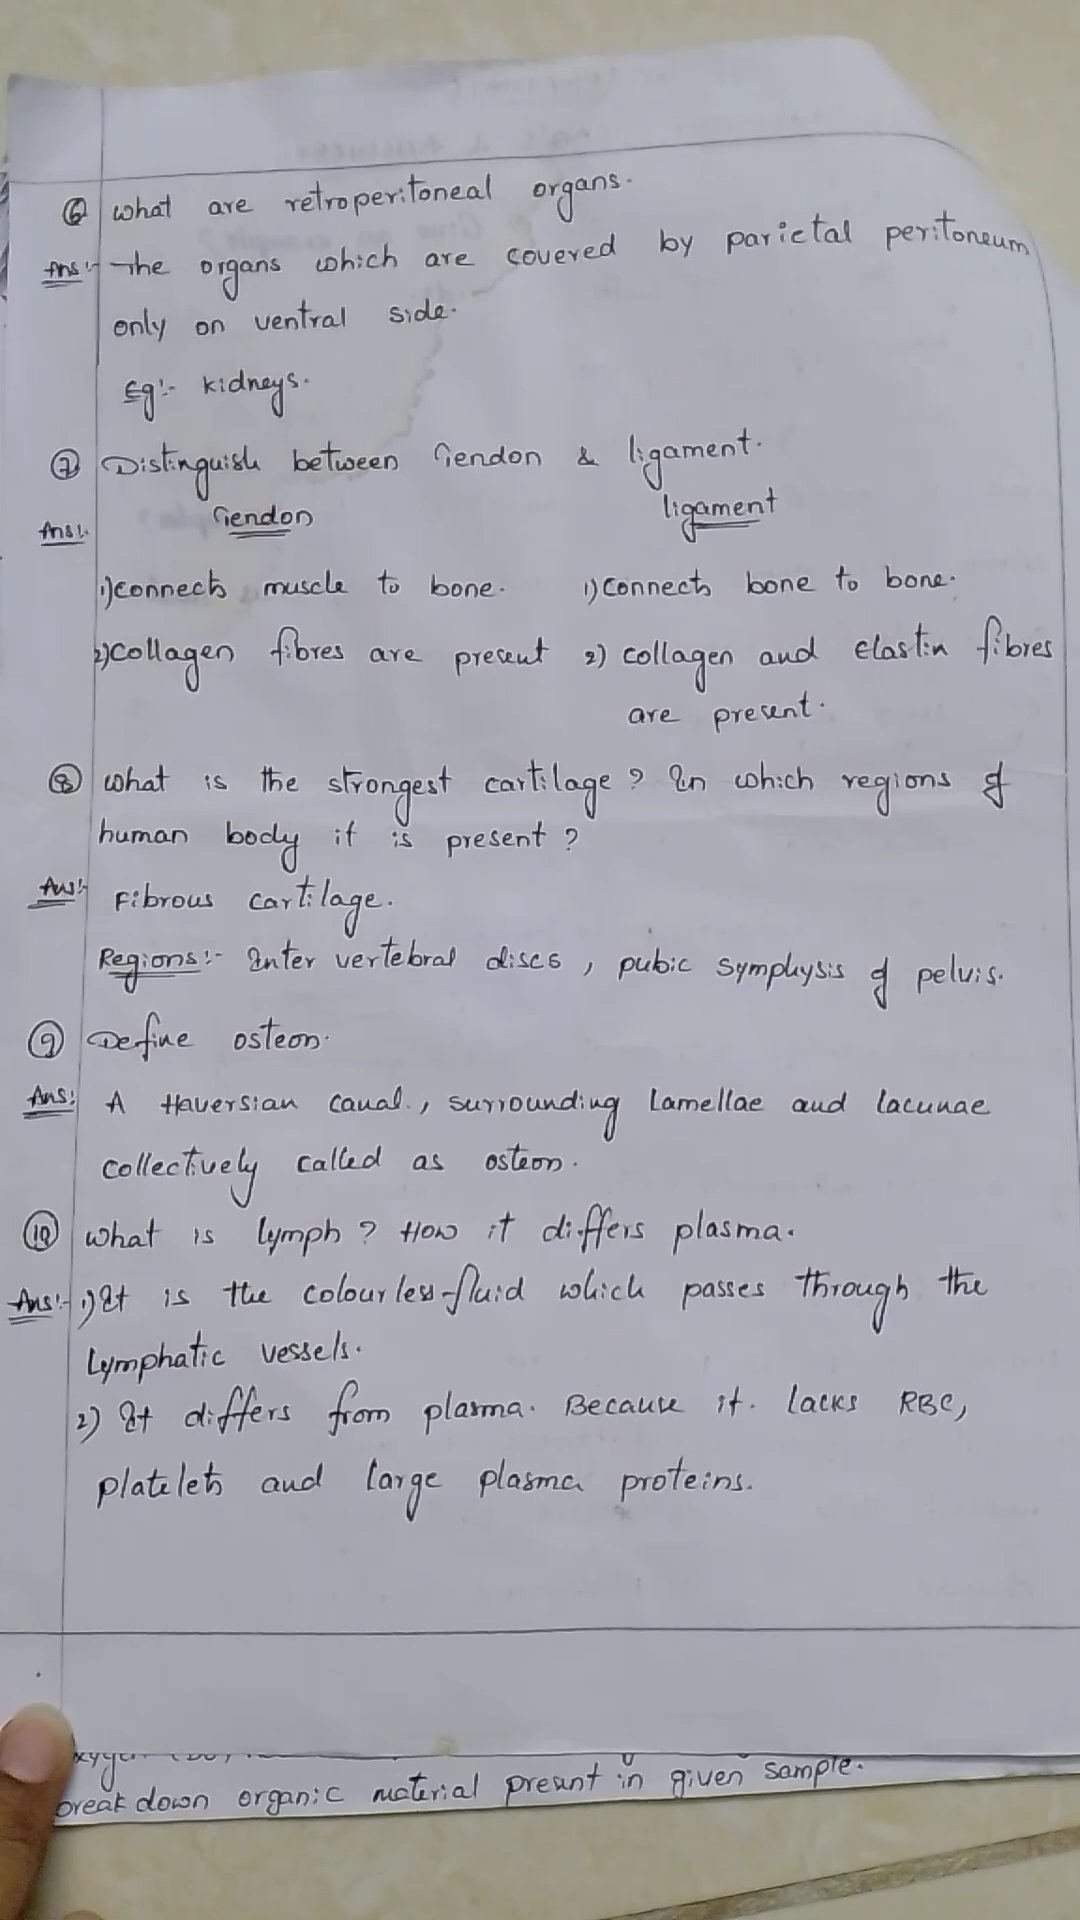 6 what are retroperitoneal organs.
Ans:- The organs which are covered by parietal peritoneum
only on ventral side.
Eg:- kidneys.
7 Distinguish between Tendon & ligament.
Ans:- Tendon ligament
1) connects muscle to bone. 1) connects bone to bone.
2) collagen fibres are present 2) collagen and elastin fibres
are present.
8 what is the strongest cartilage? In which regions of
human body it is present?
Ans:- Fibrous cartilage.
Regions:- Inter vertebral discs, pubic symphysis of pelvis.
9 Define osteon.
Ans: A Haversian canal, surrounding lamellae and lacunae
collectively called as osteon.
10 what is lymph? How it differs plasma.
Ans:- 1) It is the colourless fluid which passes through the
Lymphatic vessels.
2) It differs from plasma. Because it. lacks RBC,
platelets and large plasma proteins.
break down organic material present in given sample.